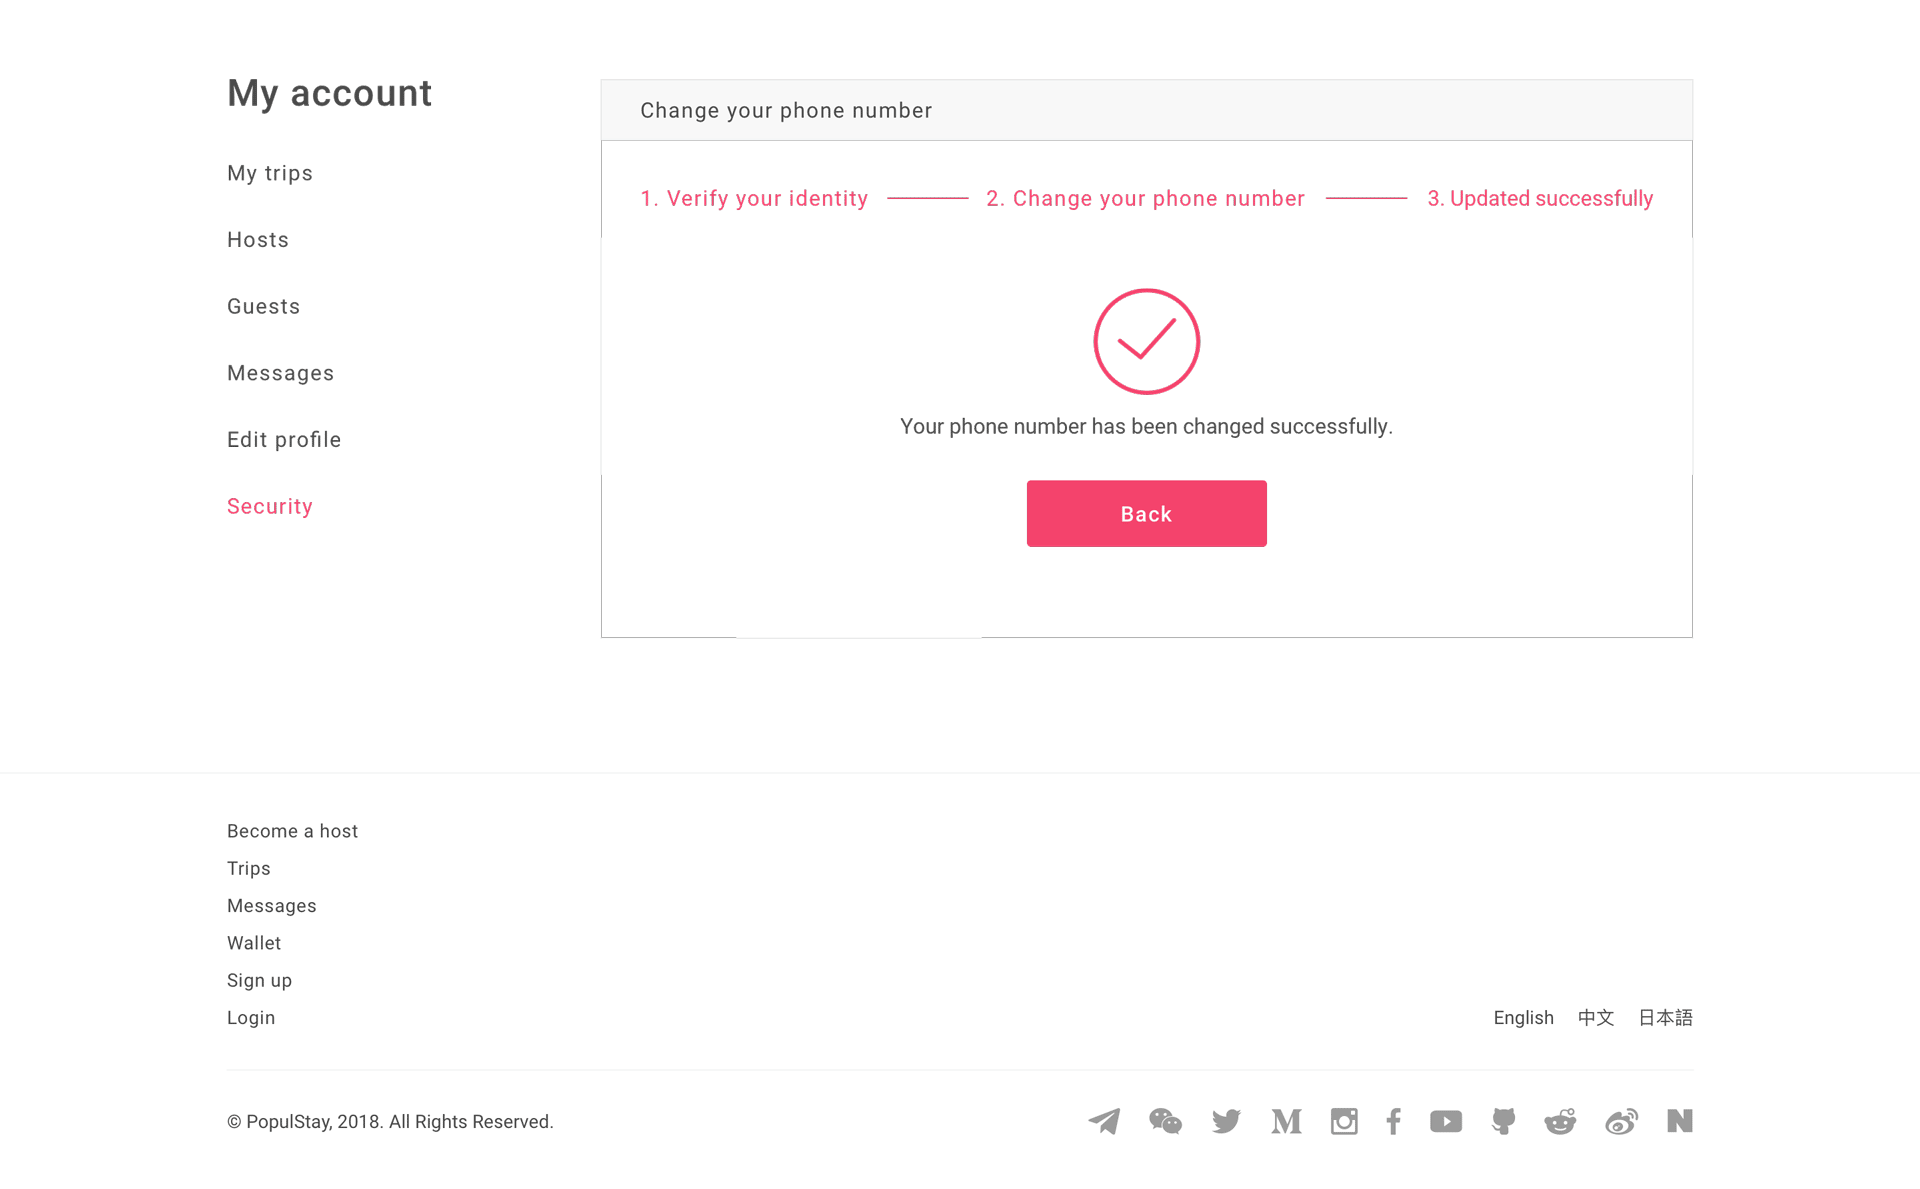 My account
My trips
Hosts
Guests
Messages
Edit profile
Security
Change your phone number
1. Verify your identity
2. Change your phone number
3. Updated successfully
Your phone number has been changed successfully.
Back
Become a host
Trips
Messages
Wallet
Sign up
Login
English 中文 日本語
© PopulStay, 2018. All Rights Reserved.